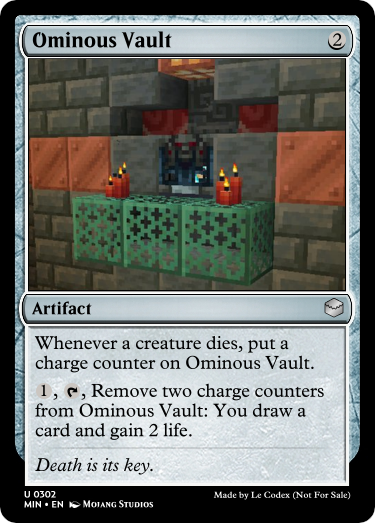 Ominous Vault 2
Artifact
Whenever a creature dies, put a
charge counter on Ominous Vault.
1, , Remove two charge counters
from Ominous Vault: You draw a
card and gain 2 life.
Death is its key.
U 0302
MIN • EN Mojang Studios
Made by Le Codex (Not For Sale)